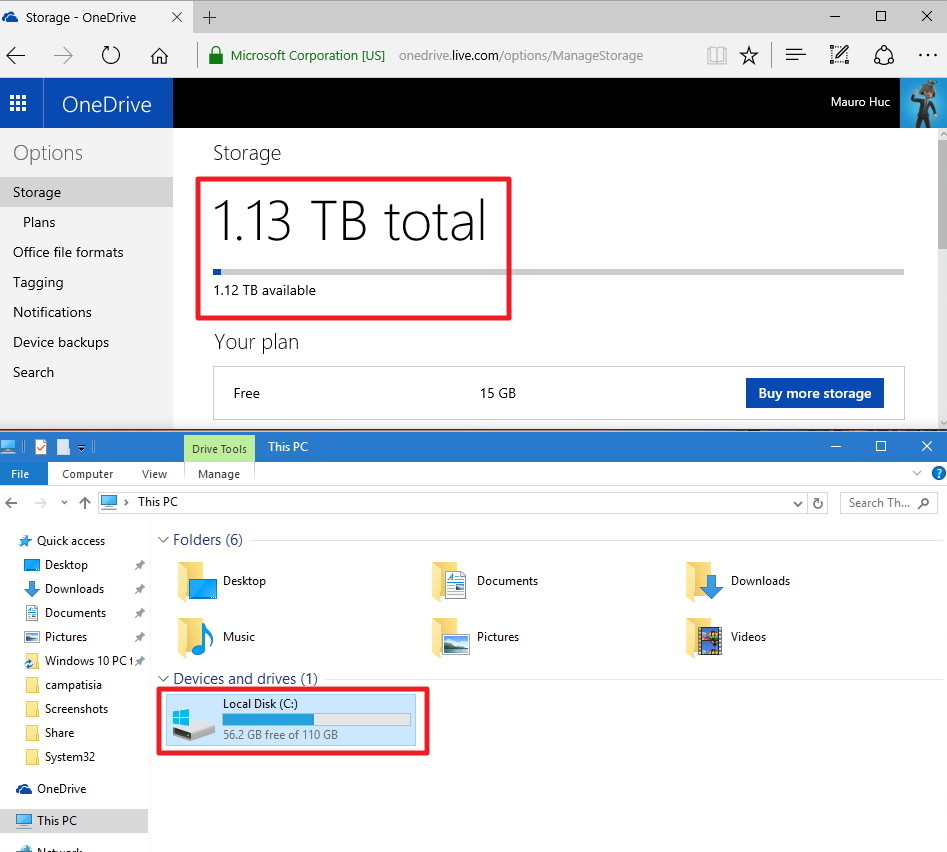 Storage - OneDrive
Microsoft Corporation [US] onedrive.live.com/options/ManageStorage
OneDrive
Mauro Huc
Options
Storage
Plans
Office file formats
Tagging
Notifications
Device backups
Search
Storage
1.13 TB total
1.12 TB available
Your plan
Free 15 GB Buy more storage
Drive Tools This PC
File Computer View Manage
This PC Search Th...
Quick access
Desktop
Downloads
Documents
Pictures
Windows 10 PC
campatisia
Screenshots
Share
System32
OneDrive
This PC
Network
Folders (6)
Desktop Documents Downloads
Music Pictures Videos
Devices and drives (1)
Local Disk (C:)
56.2 GB free of 110 GB